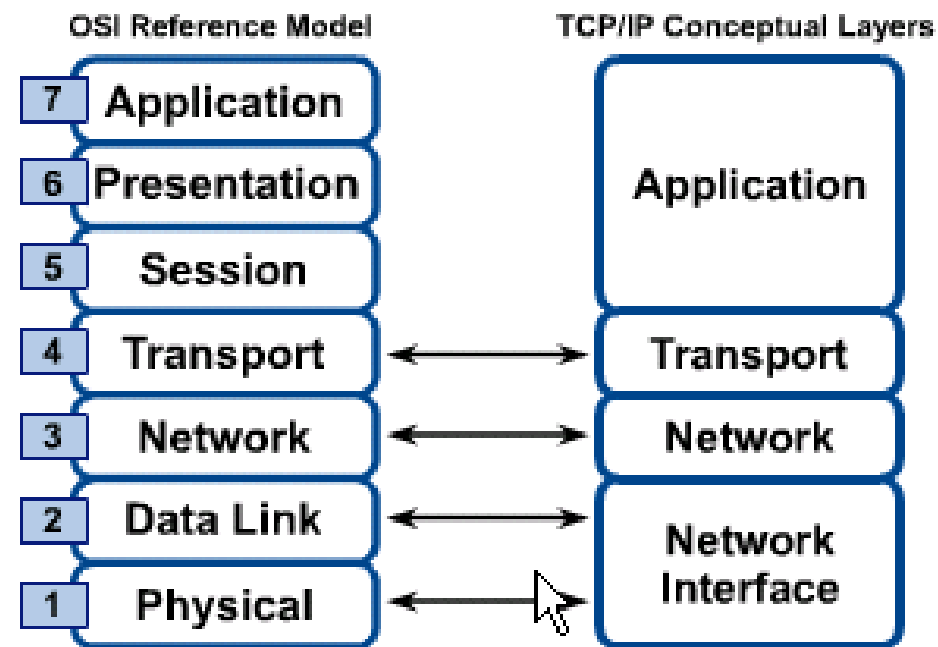 OSI Reference Model
TCP/IP Conceptual Layers
7 Application
6 Presentation
5 Session
4 Transport
3 Network
2 Data Link
1 Physical
Application
Transport
Network
Network
Interface